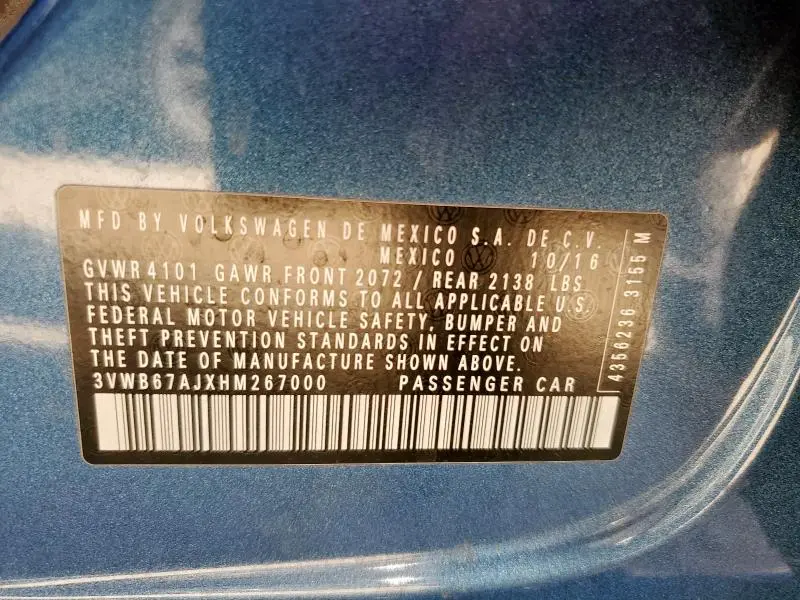 MFD BY VOLKSWAGEN DE MEXICO S.A. DE C.V.
MEXICO 10/16
GVWR 4101 GAWR FRONT 2072 / REAR 2138 LBS
THIS VEHICLE CONFORMS TO ALL APPLICABLE U.S.
FEDERAL MOTOR VEHICLE SAFETY, BUMPER AND
THEFT PREVENTION STANDARDS IN EFFECT ON
THE DATE OF MANUFACTURE SHOWN ABOVE.
3VWB67AJXHM267000 PASSENGER CAR
4356236 3155 M